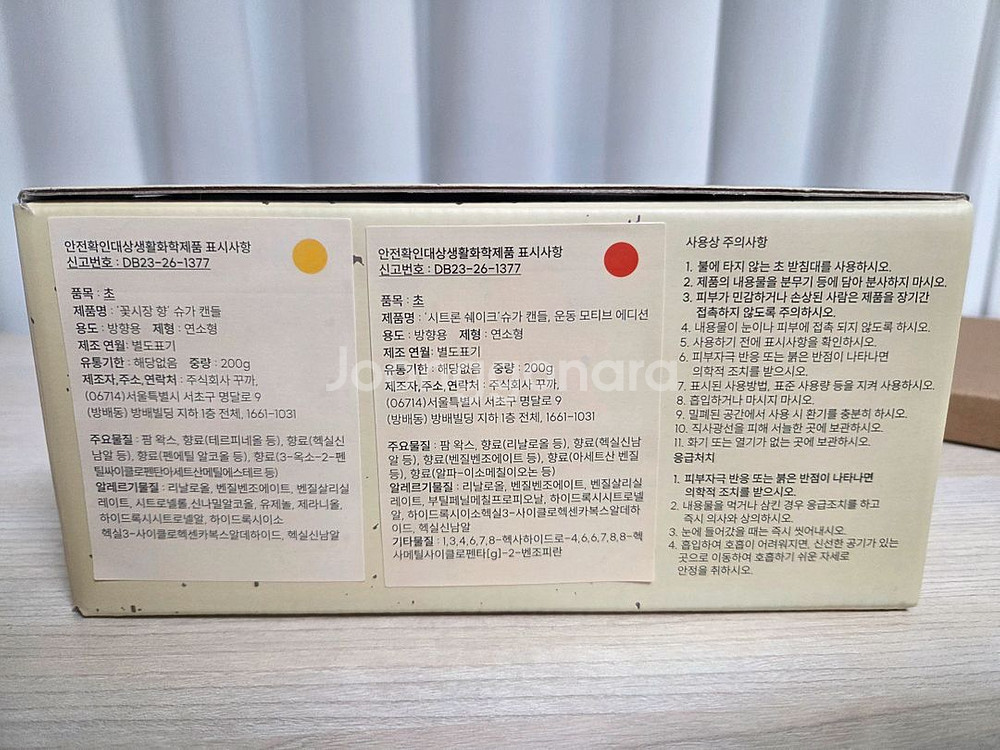 안전확인대상생활화학제품 표시사항
신고번호 : DB23-26-1377
품목 : 초
제품명 : '꽃시장 향' 슈가 캔들
용도 : 방향용 제형 : 연소형
제조 연월: 별도표기
유통기한 : 해당없음 중량 : 200g
제조자,주소,연락처 : 주식회사 꾸까,
(06714)서울특별시 서초구 명달로 9
(방배동) 방배빌딩 지하 1층 전체, 1661-1031
주요물질 : 팜 왁스, 향료(테르피네올 등), 향료(헥실신
남알 등), 향료(펜에틸 알코올 등), 향료(3-옥소-2-펜
틸싸이클로펜탄아세트산메틸에스테르 등)
알레르기물질 : 리날로올, 벤질벤조에이트, 벤질살리실
레이트, 시트로넬롤,신나밀알코올, 유제놀, 제라니올,
하이드록시시트로넬알, 하이드록시이소
헥실3-사이클로헥센카복스알데하이드, 헥실신남알
안전확인대상생활화학제품 표시사항
신고번호 : DB23-26-1377
품목 : 초
제품명 : '시트론 쉐이크'슈가 캔들, 운동 모티브 에디션
용도 : 방향용 제형 : 연소형
제조 연월: 별도표기
유통기한 : 해당없음 중량 : 200g
제조자,주소,연락처 : 주식회사 꾸까,
(06714)서울특별시 서초구 명달로 9
(방배동) 방배빌딩 지하 1층 전체, 1661-1031
주요물질 : 팜 왁스, 향료(리날로올 등), 향료(헥실신남
알 등), 향료(벤질벤조에이트 등), 향료(아세트산 벤질
등), 향료(알파-이소메칠이오논 등)
알레르기물질 : 리날로올, 벤질벤조에이트, 벤질살리실
레이트, 부틸페닐메칠프로피오날, 하이드록시시트로넬
알, 하이드록시이소헥실3-사이클로헥센카복스알데하
이드, 헥실신남알
기타물질 : 1,3,4,6,7,8-헥사하이드로-4,6,6,7,8,8-헥
사메틸사이클로펜타(g)-2-벤조피란
사용상 주의사항
1. 불에 타지 않는 초 받침대를 사용하시오.
2. 제품의 내용물을 분무기 등에 담아 분사하지 마시오.
3. 피부가 민감하거나 손상된 사람은 제품을 장기간
접촉하지 않도록 주의하시오.
4. 내용물이 눈이나 피부에 접촉 되지 않도록 하시오.
5. 사용하기 전에 표시사항을 확인하시오.
6. 피부자극 반응 또는 붉은 반점이 나타나면
의학적 조치를 받으시오.
7. 표시된 사용방법, 표준 사용량 등을 지켜 사용하시오.
8. 흡입하거나 마시지 마시오.
9. 밀폐된 공간에서 사용 시 환기를 충분히 하시오.
10. 직사광선을 피해 서늘한 곳에 보관하시오.
11. 화기 또는 열기가 없는 곳에 보관하시오.
응급처치
1. 피부자극 반응 또는 붉은 반점이 나타나면
의학적 조치를 받으시오.
2. 내용물을 먹거나 삼킨 경우 응급조치를 하고
즉시 의사와 상의하시오.
3. 눈에 들어갔을 때는 즉시 씻어내시오.
4. 흡입하여 호흡이 어려워지면, 신선한 공기가 있는
곳으로 이동하여 호흡하기 쉬운 자세로
안정을 취하시오.